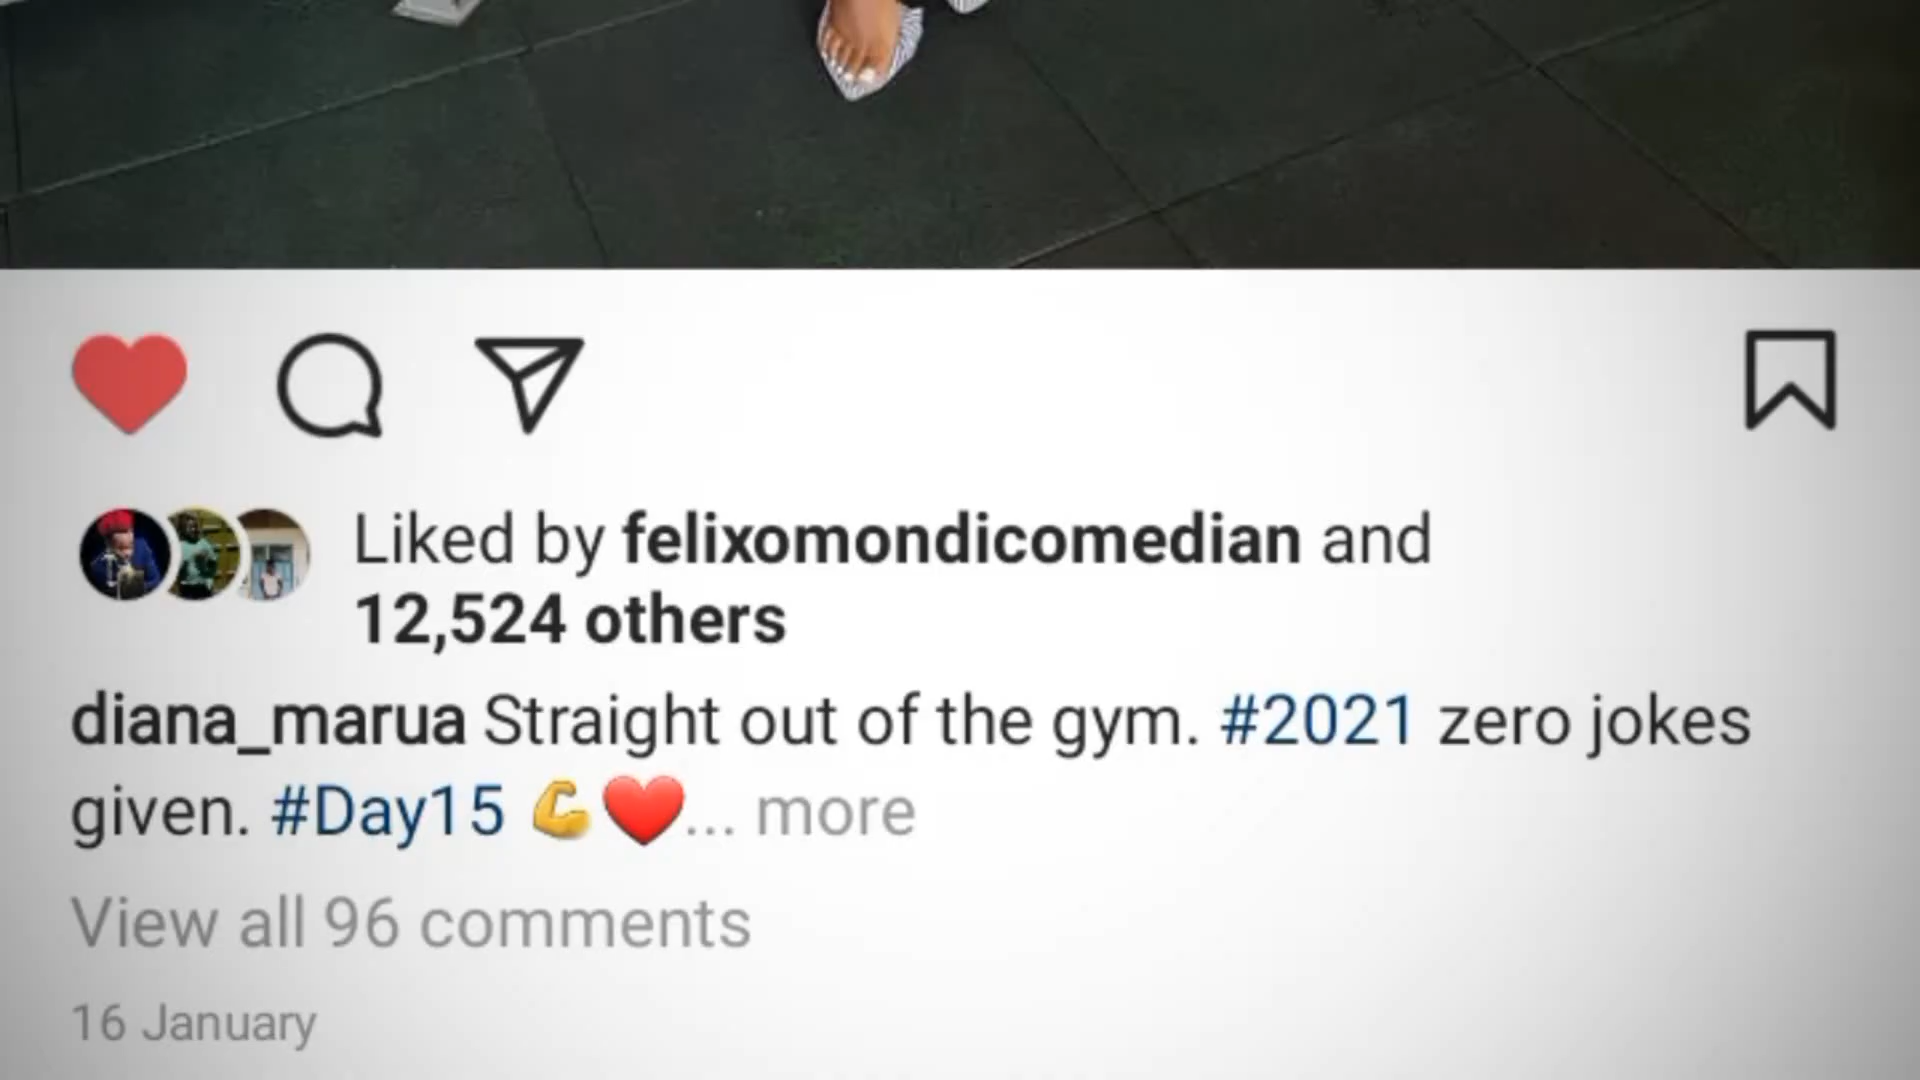 Liked by felixomondicomedian and
12,524 others
diana_marua Straight out of the gym. #2021 zero jokes
given. #Day15 💪❤️... more
View all 96 comments
16 January